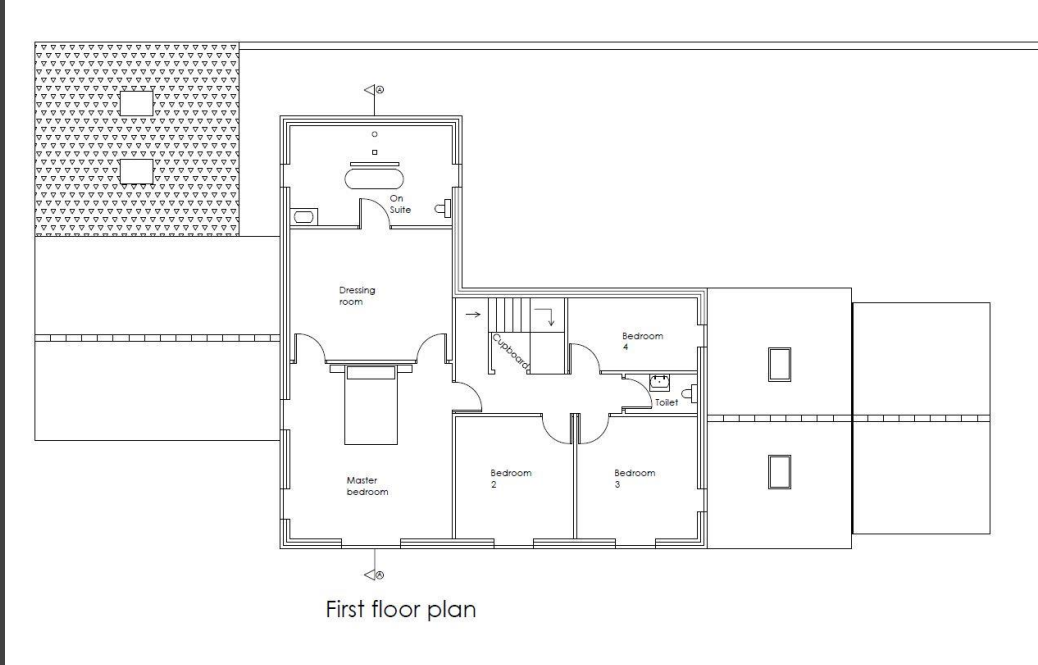 A
On
Suite
Dressing
room
Cupboard
Bedroom
4
Toilet
Bedroom
2
Bedroom
3
Master
bedroom
A
First floor plan